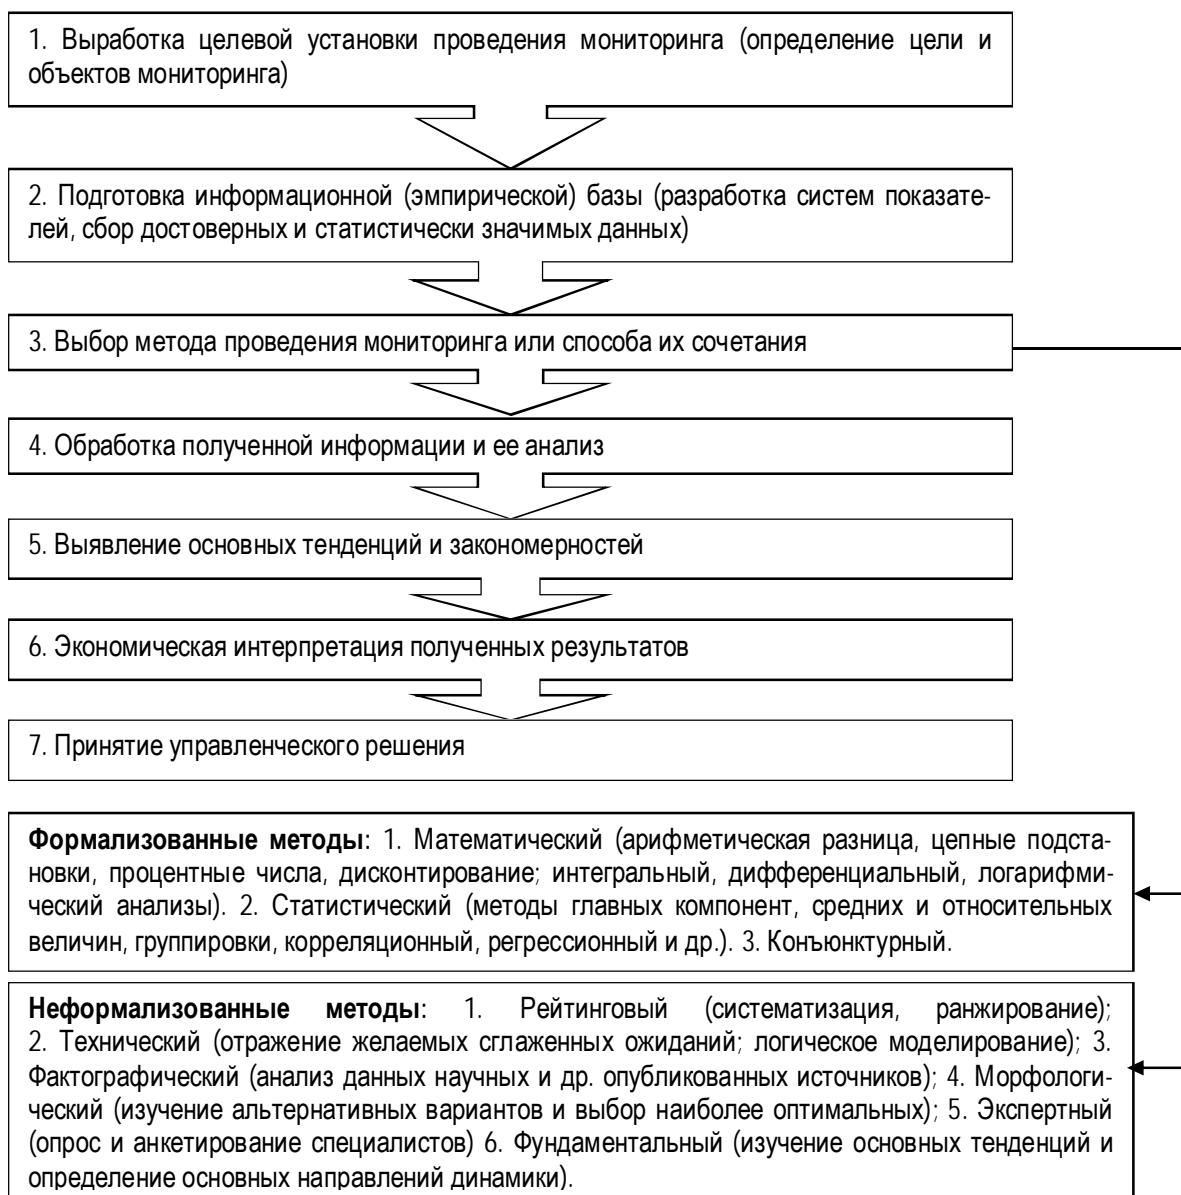 1. Выработка целевой установки проведения мониторинга (определение цели и
объектов мониторинга)
2. Подготовка информационной (эмпирической) базы (разработка систем показате-
лей, сбор достоверных и статистически значимых данных)
3. Выбор метода проведения мониторинга или способа их сочетания
4. Обработка полученной информации и ее анализ
5. Выявление основных тенденций и закономерностей
6. Экономическая интерпретация полученных результатов
7. Принятие управленческого решения
Формализованные методы: 1. Математический (арифметическая разница, цепные подста-
новки, процентные числа, дисконтирование; интегральный, дифференциальный, логарифми-
ческий анализы). 2. Статистический (методы главных компонент, средних и относительных
величин, группировки, корреляционный, регрессионный и др.). 3. Конъюнктурный.
Неформализованные методы: 1. Рейтинговый (систематизация, ранжирование);
2. Технический (отражение желаемых сглаженных ожиданий; логическое моделирование); 3.
Фактографический (анализ данных научных и др. опубликованных источников); 4. Морфологи-
ческий (изучение альтернативных вариантов и выбор наиболее оптимальных); 5. Экспертный
(опрос и анкетирование специалистов) 6. Фундаментальный (изучение основных тенденций и
определение основных направлений динамики).